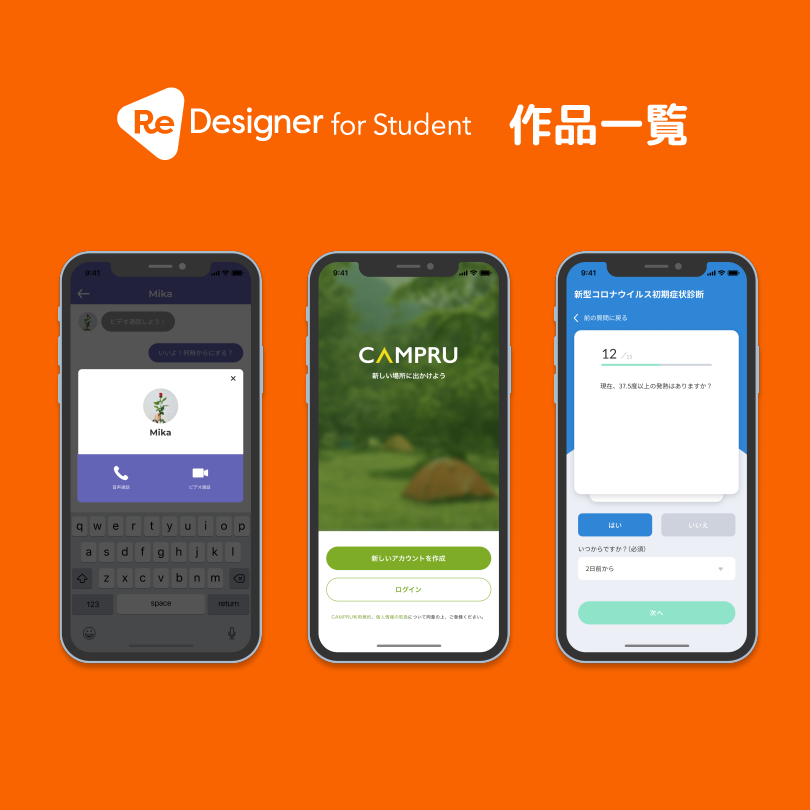 Re Designer for Student 作品一覧
9:41
Mika
ビデオ通話しよう！
いいよ！何時からにする？
×
Mika
音声通話 ビデオ通話
q w e r t y u i o p
a s d f g h j k l
z x c v b n m
123 space return
9:41
CAMPRU
新しい場所に出かけよう
新しいアカウントを作成
ログイン
CAMPRU利用規約、個人情報の取扱について同意の上、ご登録ください。
9:41
新型コロナウイルス初期症状診断
前の質問に戻る
12 /15
現在、37.5度以上の発熱はありますか？
はい いいえ
いつからですか？(必須)
2日前から
次へ